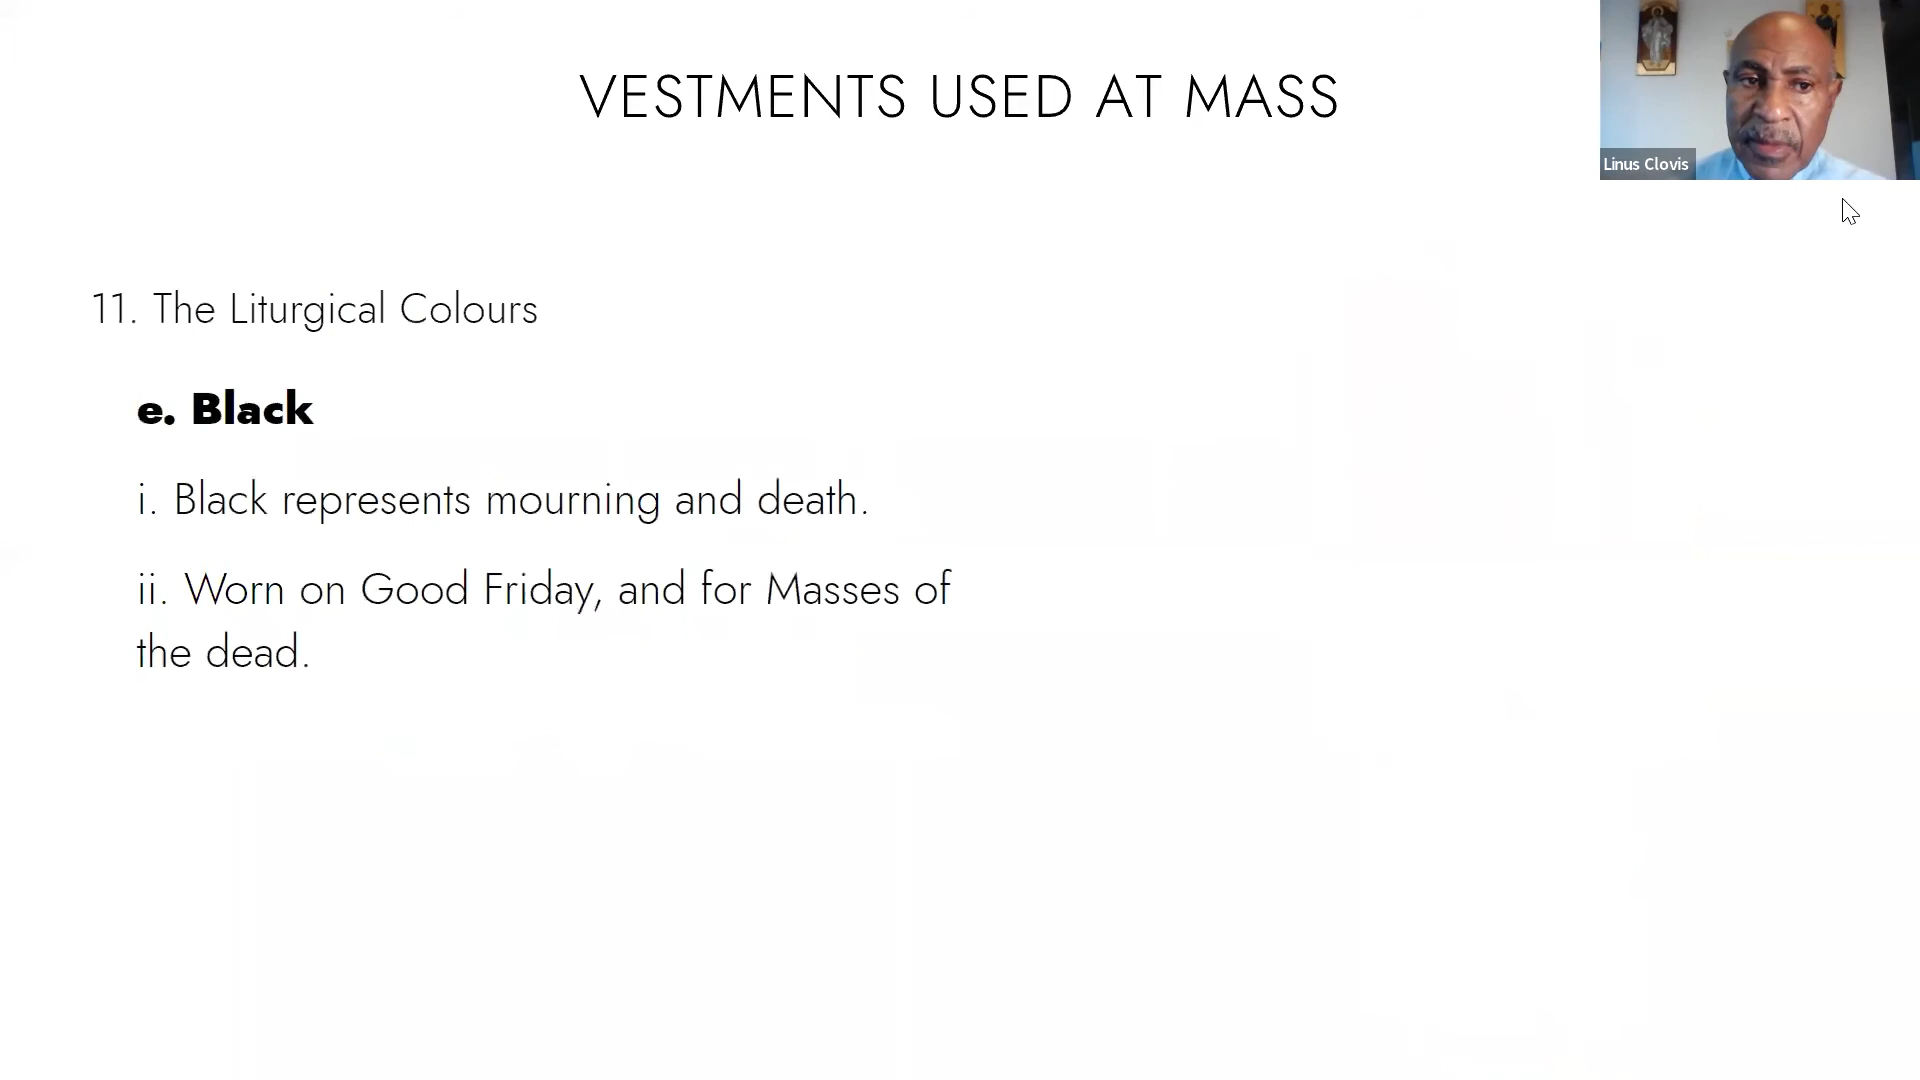 VESTMENTS USED AT MASS
Linus Clovis
11. The Liturgical Colours
e. Black
i. Black represents mourning and death.
ii. Worn on Good Friday, and for Masses of
the dead.